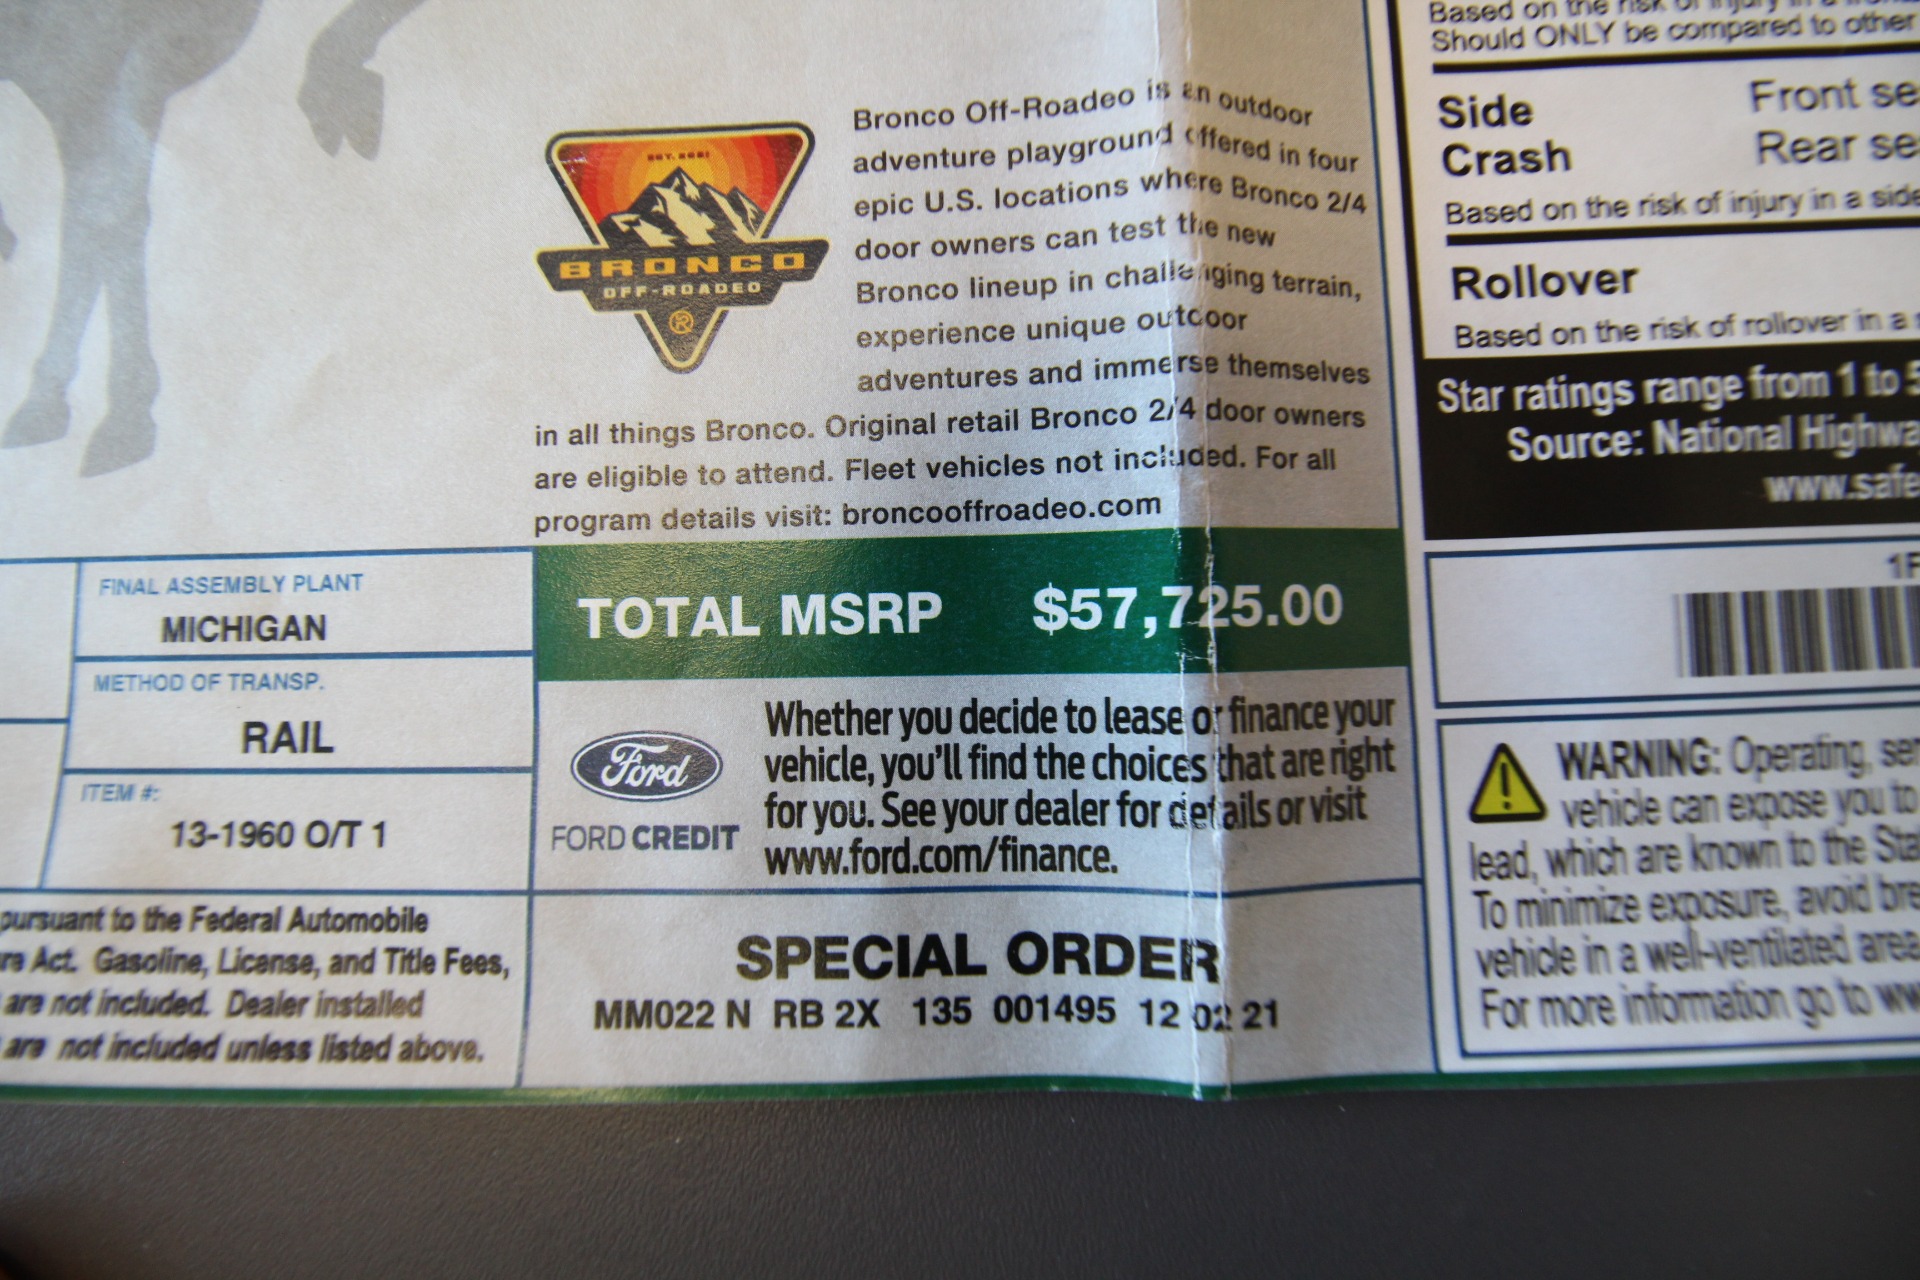 EST. 2021
BRONCO
OFF-ROADEO
®
Bronco Off-Roadeo is an outdoor
adventure playground offered in four
epic U.S. locations where Bronco 2/4
door owners can test the new
Bronco lineup in challenging terrain,
experience unique outdoor
adventures and immerse themselves
in all things Bronco. Original retail Bronco 2/4 door owners
are eligible to attend. Fleet vehicles not included. For all
program details visit: broncooffroadeo.com
FINAL ASSEMBLY PLANT
MICHIGAN
METHOD OF TRANSP.
RAIL
ITEM #:
13-1960 O/T 1
pursuant to the Federal Automobile
Act. Gasoline, License, and Title Fees,
are not included. Dealer installed
are not included unless listed above.
TOTAL MSRP $57,725.00
Ford
FORD CREDIT
Whether you decide to lease or finance your
vehicle, you'll find the choices that are right
for you. See your dealer for details or visit
www.ford.com/finance.
SPECIAL ORDER
MM022 N RB 2X 135 001495 12 02 21
Based on the risk of injury in a
Should ONLY be compared to other
Side Front
Crash Rear
Based on the risk of injury in a side
Rollover
Based on the risk of rollover in a
Star ratings range from 1 to 5
Source: National
www.safe
1F
WARNING: Operating,
vehicle can expose you to
lead, which are known to the
To minimize exposure, avoid
vehicle in a well-ventilated area
For more information go to